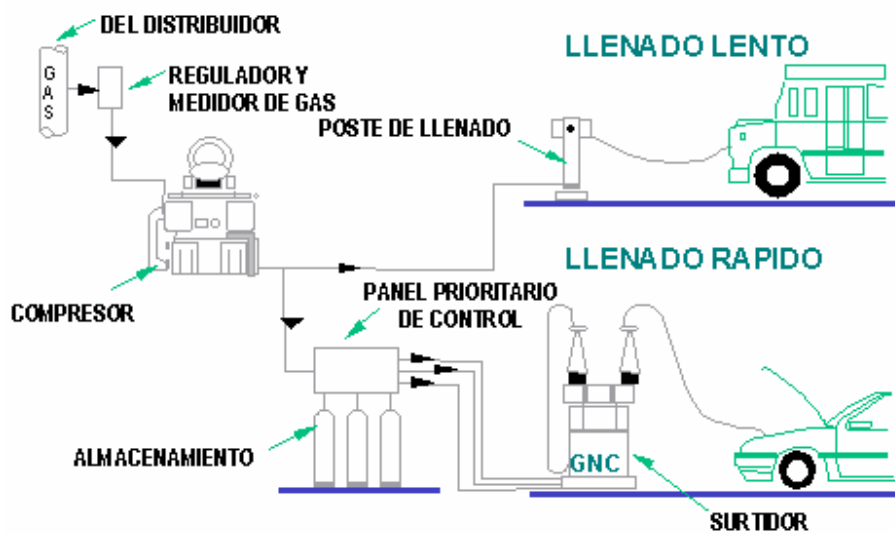 DEL DISTRIBUIDOR
GAS
REGULADOR Y
MEDIDOR DE GAS
LLENADO LENTO
POSTE DE LLENADO
LLENADO RAPIDO
COMPRESOR
PANEL PRIORITARIO
DE CONTROL
ALMACENAMIENTO
GNC
SURTIDOR